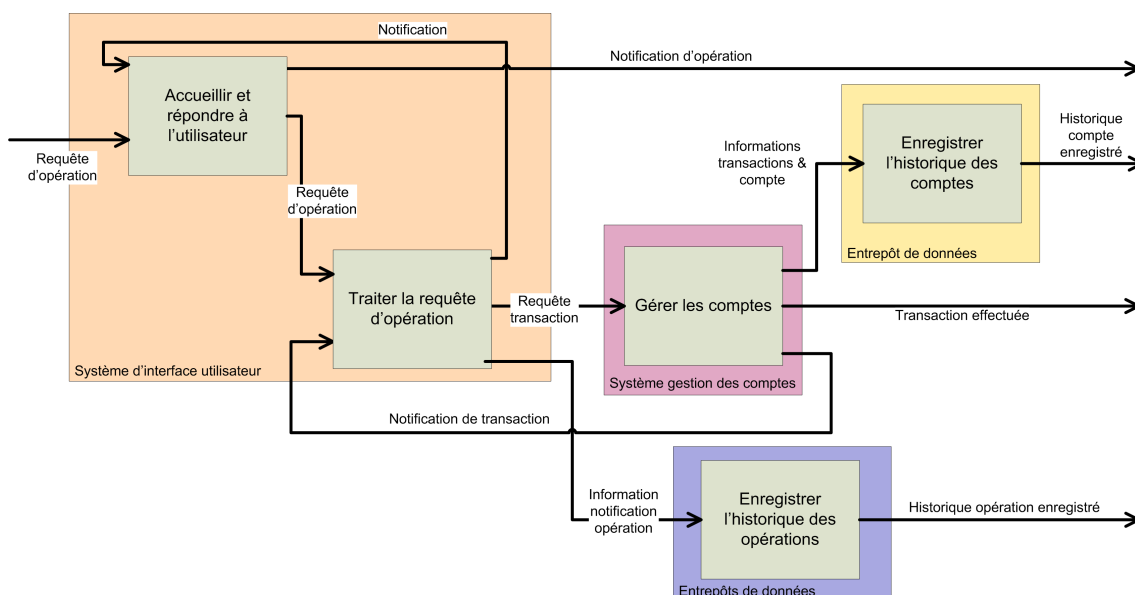 Notification
Notification d'opération
Accueillir et
répondre à
l'utilisateur
Requête
d'opération
Requête
d'opération
Historique
compte
enregistré
Informations
transactions &
compte
Enregistrer
l'historique des
comptes
Entrepôt de données
Traiter la requête
d'opération
Requête
transaction
Gérer les comptes
Transaction effectuée
Système d'interface utilisateur
Système gestion des comptes
Notification de transaction
Information
notification
opération
Enregistrer
l'historique des
opérations
Historique opération enregistré
Entrepôts de données